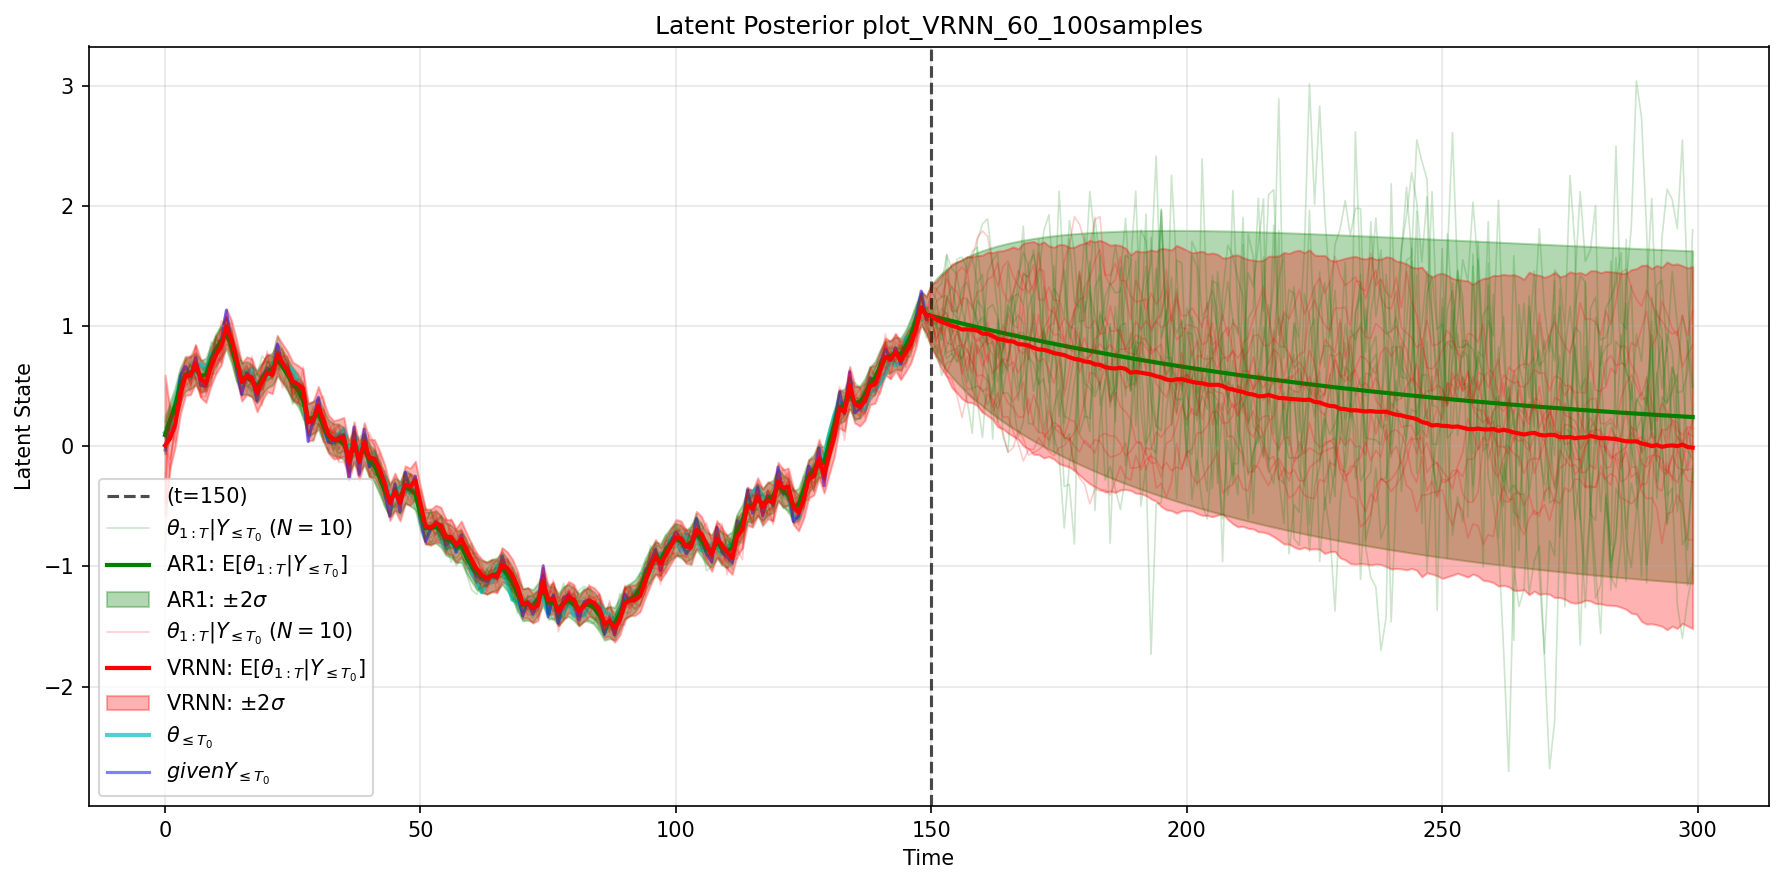 Latent Posterior plot_VRNN_60_100samples
Latent State
3
2
1
0
−1
−2
(t=150)
θ₁:T|Y≤T₀ (N = 10)
AR1: E[θ₁:T|Y≤T₀]
AR1: ±2σ
θ₁:T|Y≤T₀ (N = 10)
VRNN: E[θ₁:T|Y≤T₀]
VRNN: ±2σ
θ≤T₀
givenY≤T₀
0 50 100 150 200 250 300
Time